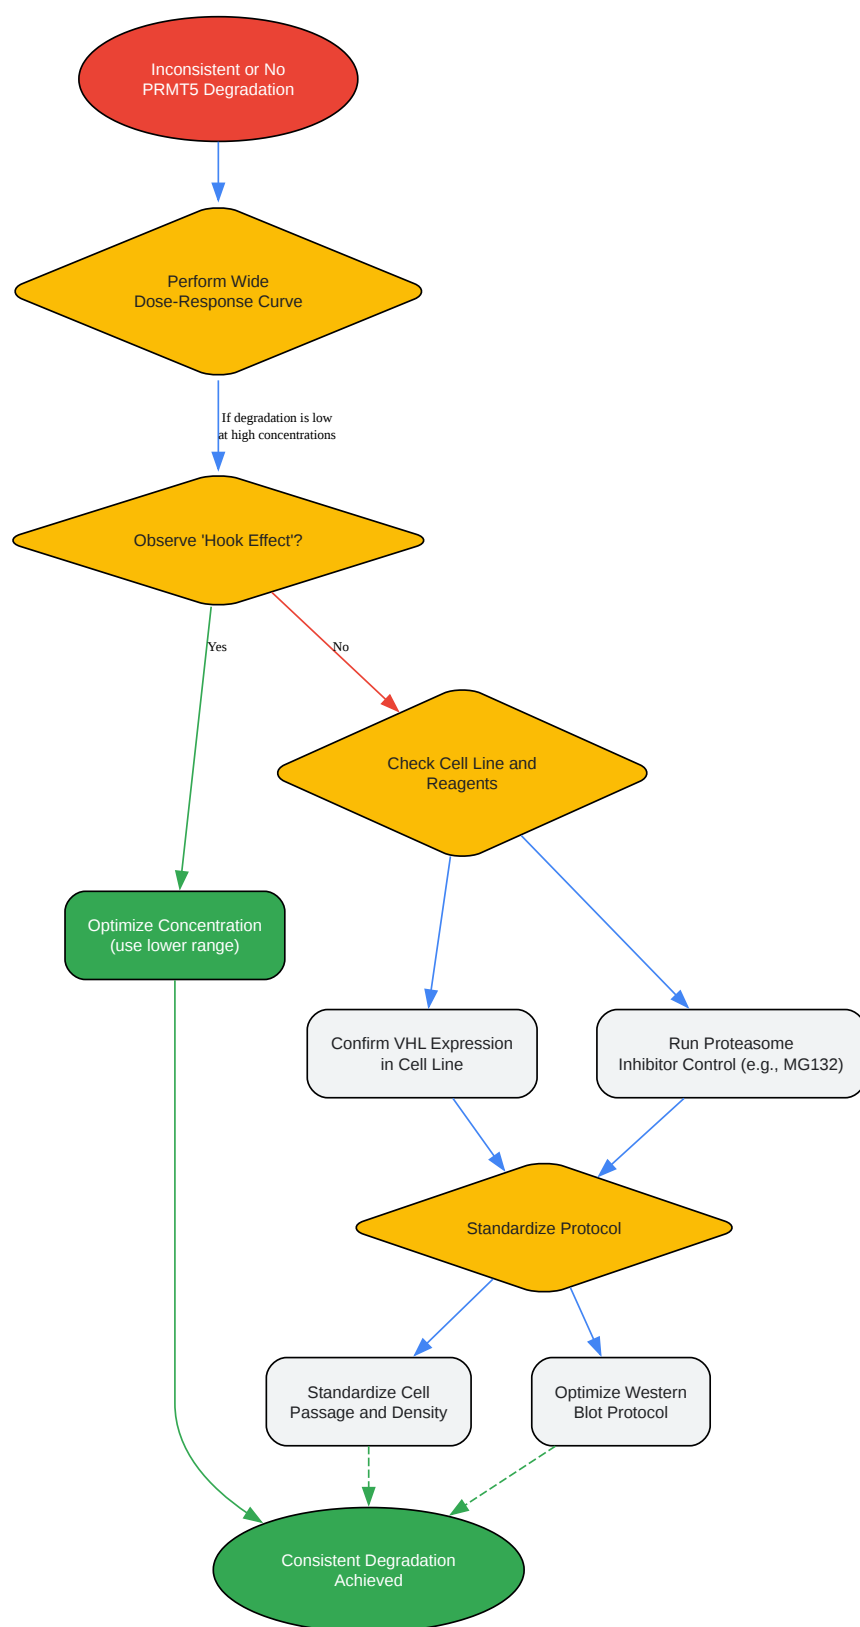 Inconsistent or No
PRMT5 Degradation
Perform Wide
Dose-Response Curve
If degradation is low
at high concentrations
Observe 'Hook Effect'?
Yes
No
Check Cell Line and
Reagents
Optimize Concentration
(use lower range)
Confirm VHL Expression
in Cell Line
Run Proteasome
Inhibitor Control (e.g., MG132)
Standardize Protocol
Standardize Cell
Passage and Density
Optimize Western
Blot Protocol
Consistent Degradation
Achieved